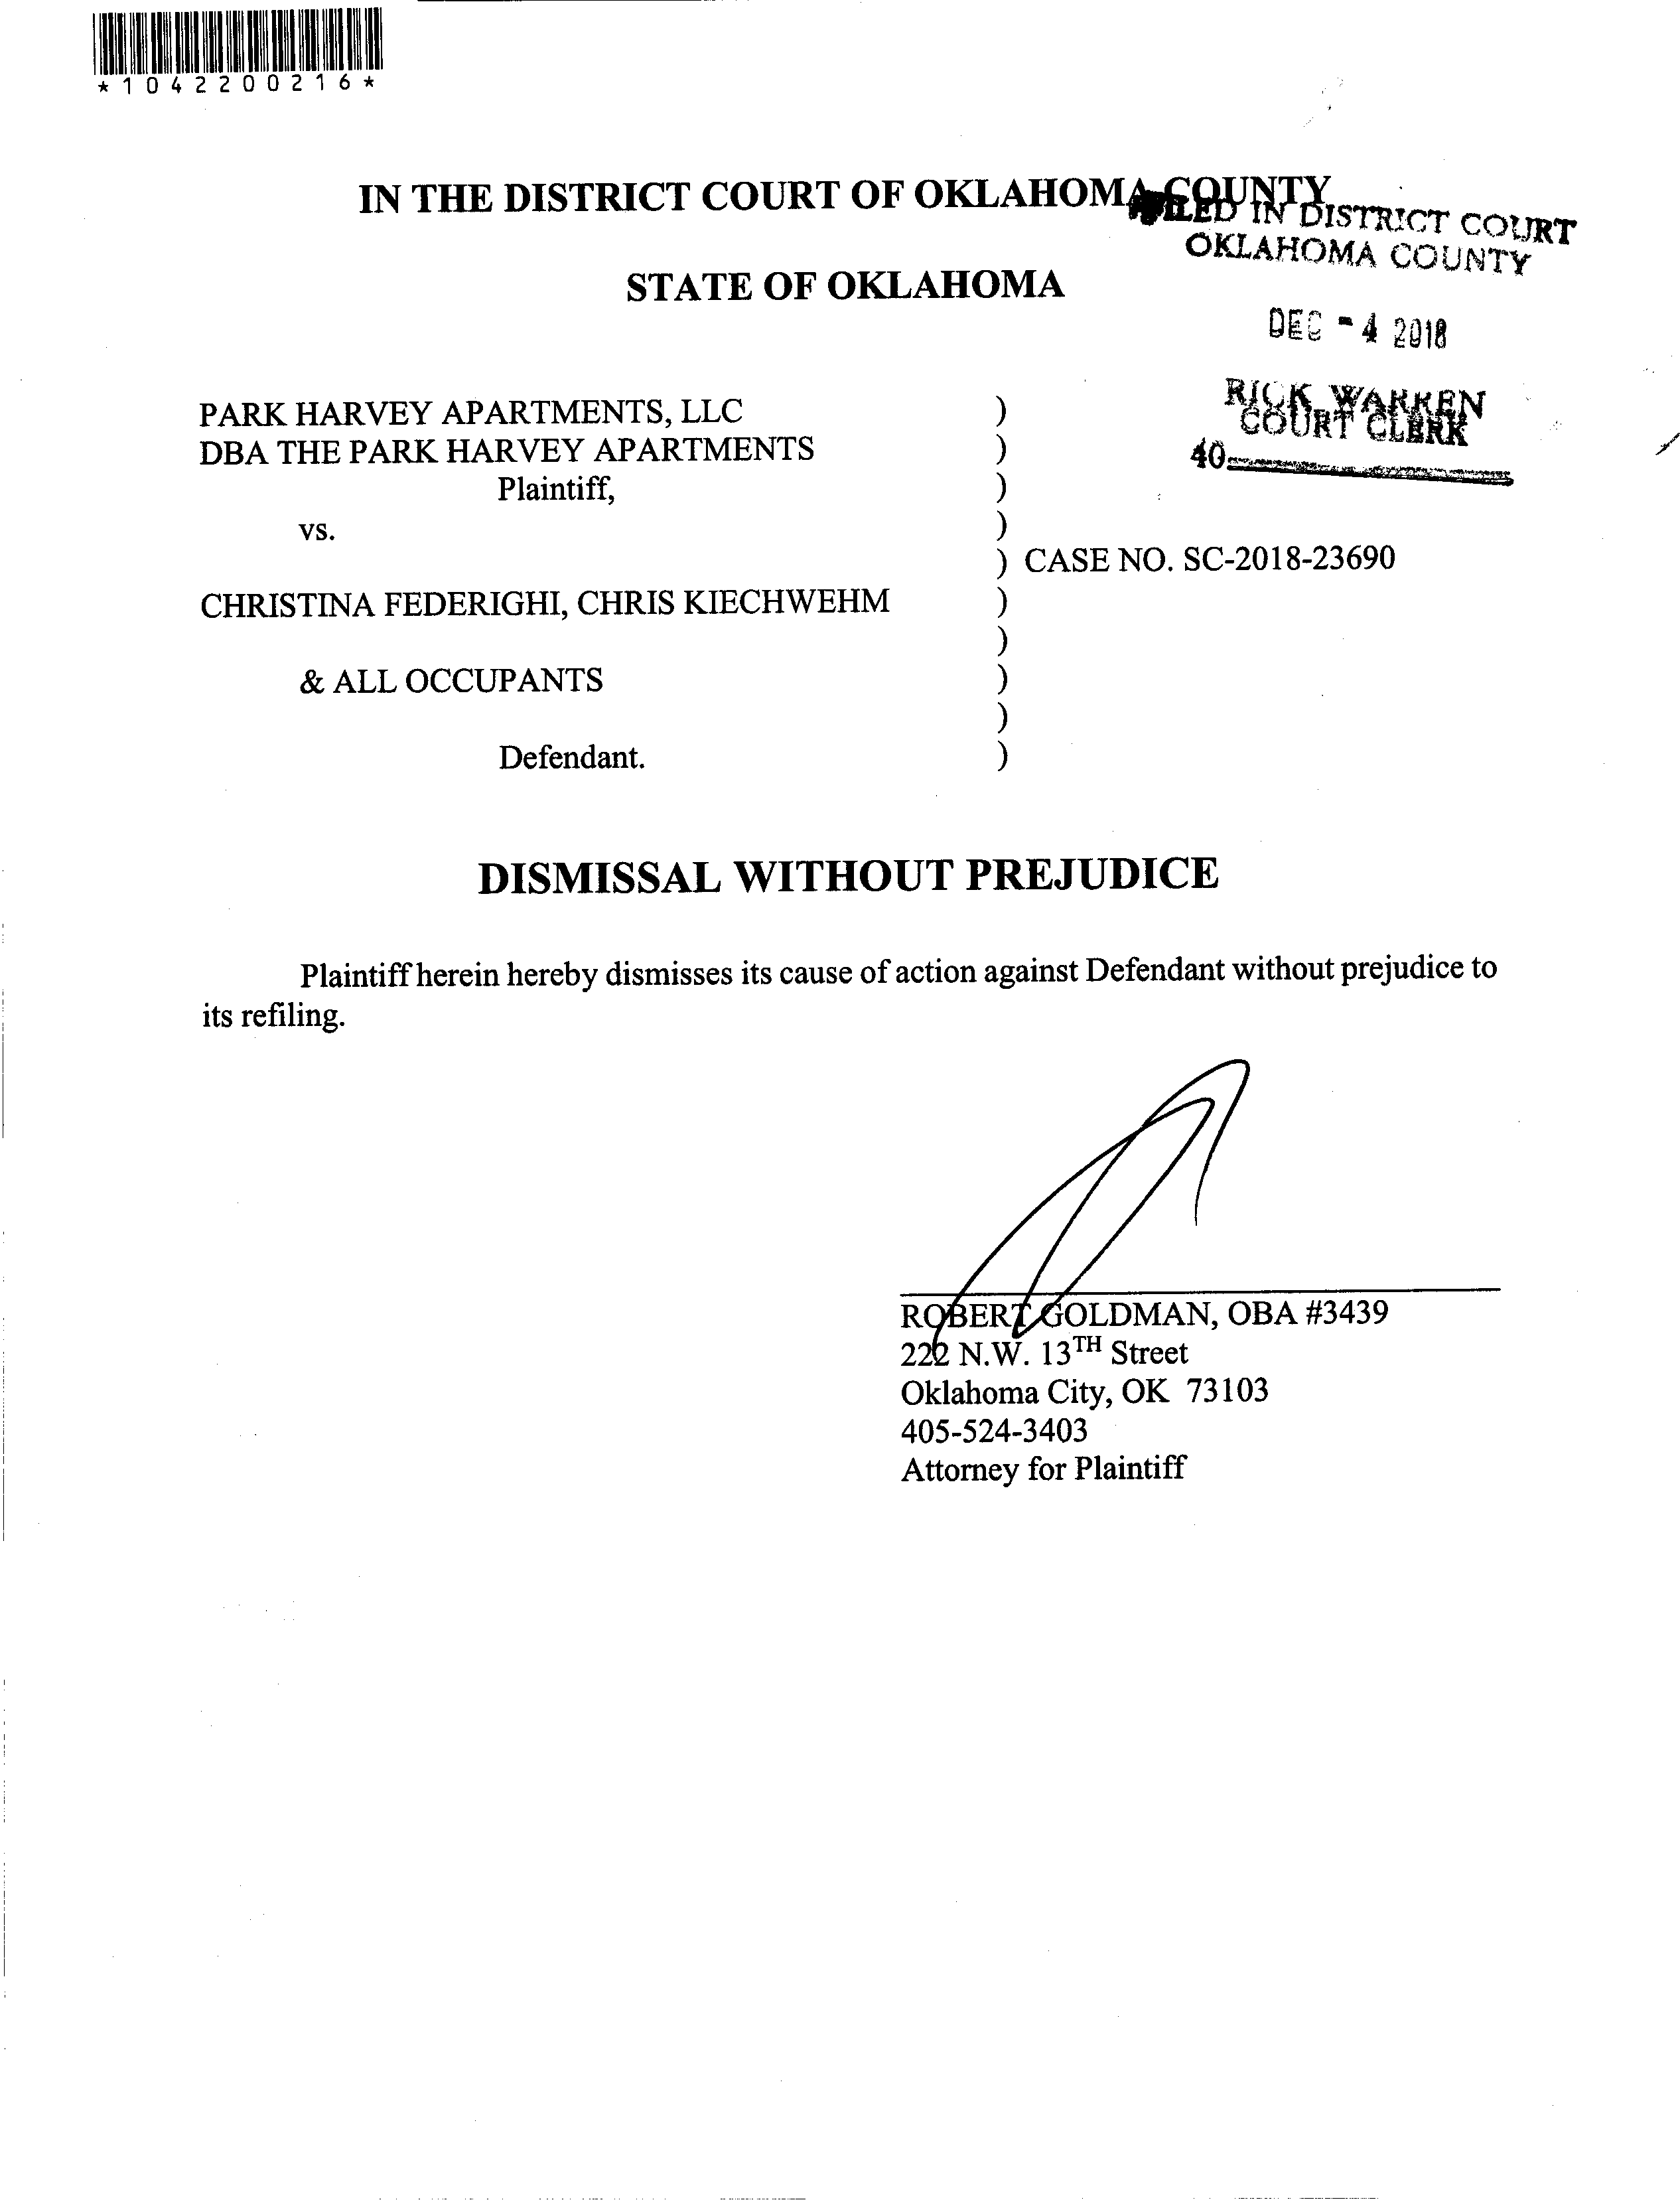 *1042200216*
IN THE DISTRICT COURT OF OKLAHOMA COUNTY
FILED IN DISTRICT COURT
OKLAHOMA COUNTY
STATE OF OKLAHOMA
DEC - 4 2018
RICK WARREN
COURT CLERK
40
PARK HARVEY APARTMENTS, LLC )
DBA THE PARK HARVEY APARTMENTS )
Plaintiff, )
vs. )
) CASE NO. SC-2018-23690
CHRISTINA FEDERIGHI, CHRIS KIECHWEHM )
)
& ALL OCCUPANTS )
)
Defendant. )
DISMISSAL WITHOUT PREJUDICE
Plaintiff herein hereby dismisses its cause of action against Defendant without prejudice to
its refiling.
ROBERT GOLDMAN, OBA #3439
222 N.W. 13TH Street
Oklahoma City, OK 73103
405-524-3403
Attorney for Plaintiff